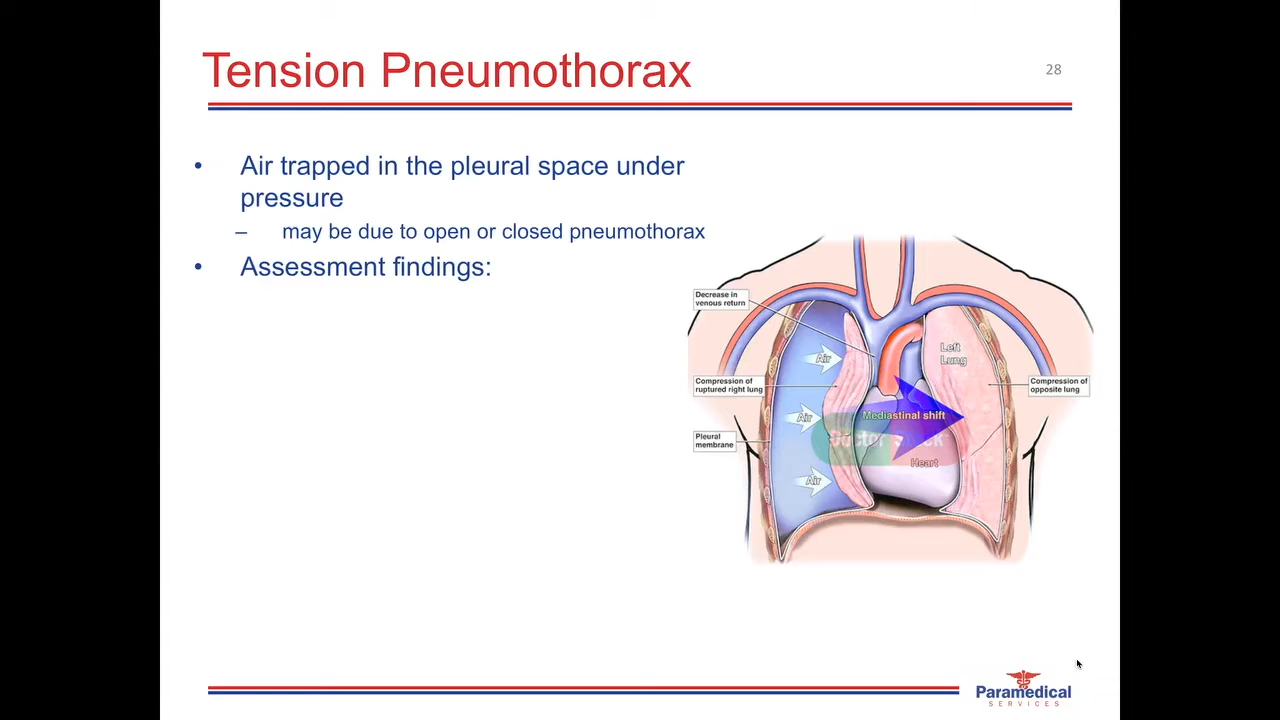 Tension Pneumothorax
28
• Air trapped in the pleural space under
pressure
– may be due to open or closed pneumothorax
• Assessment findings:
Decrease in
venous return
Left
Lung
Air
Compression of
ruptured right lung
Compression of
opposite lung
Air
Mediastinal shift
Pleural
membrane
Doctor
Heart
Air
Paramedical
SERVICES